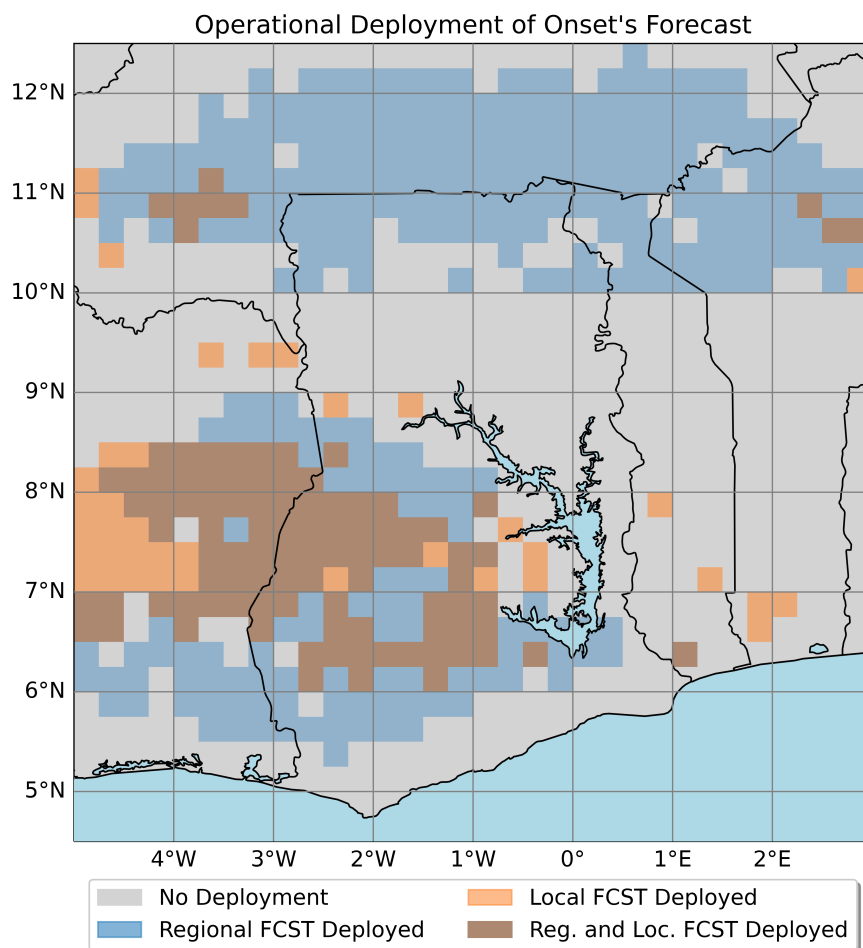 Operational Deployment of Onset's Forecast
12°N
11°N
10°N
9°N
8°N
7°N
6°N
5°N
4°W 3°W 2°W 1°W 0° 1°E 2°E
No Deployment
Regional FCST Deployed
Local FCST Deployed
Reg. and Loc. FCST Deployed